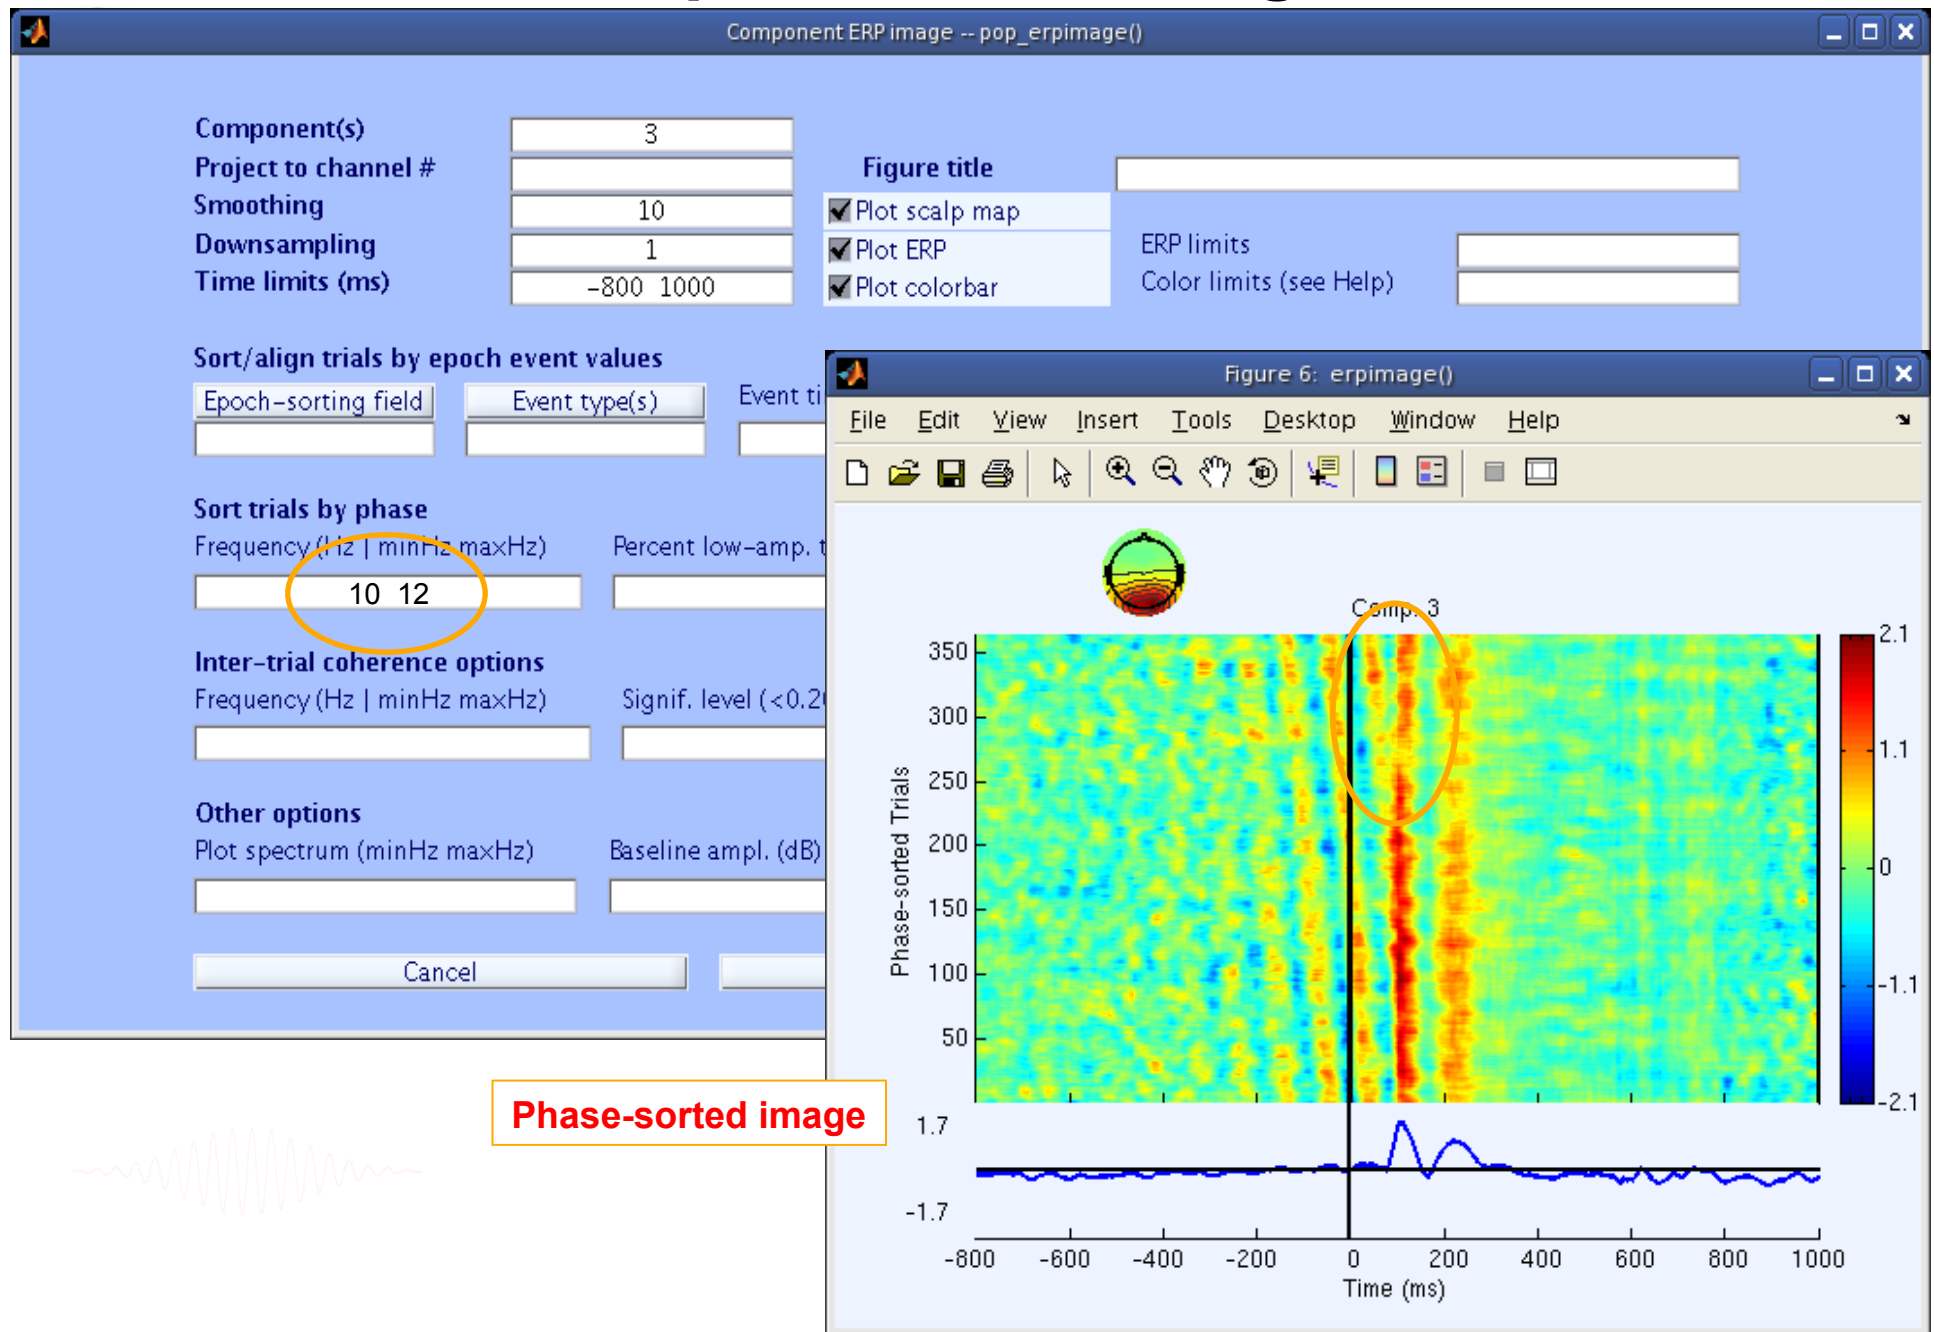 Component ERP image -- pop_erpimage()
Component(s) 3
Project to channel #
Figure title
Smoothing 10
Plot scalp map
Downsampling 1
Plot ERP
ERP limits
Time limits (ms) -800 1000
Plot colorbar
Color limits (see Help)
Sort/align trials by epoch event values
Epoch-sorting field Event type(s) Event ti
Sort trials by phase
Frequency (Hz | minHz maxHz) Percent low-amp. t
10 12
Inter-trial coherence options
Frequency (Hz | minHz maxHz) Signif. level (<0.20
Other options
Plot spectrum (minHz maxHz) Baseline ampl. (dB)
Cancel
Figure 6: erpimage()
File Edit View Insert Tools Desktop Window Help
Comp. 3
350
300
250
200
150
100
50
Phase-sorted Trials
2.1
1.1
0
-1.1
-2.1
Phase-sorted image
1.7
-1.7
-800 -600 -400 -200 0 200 400 600 800 1000
Time (ms)